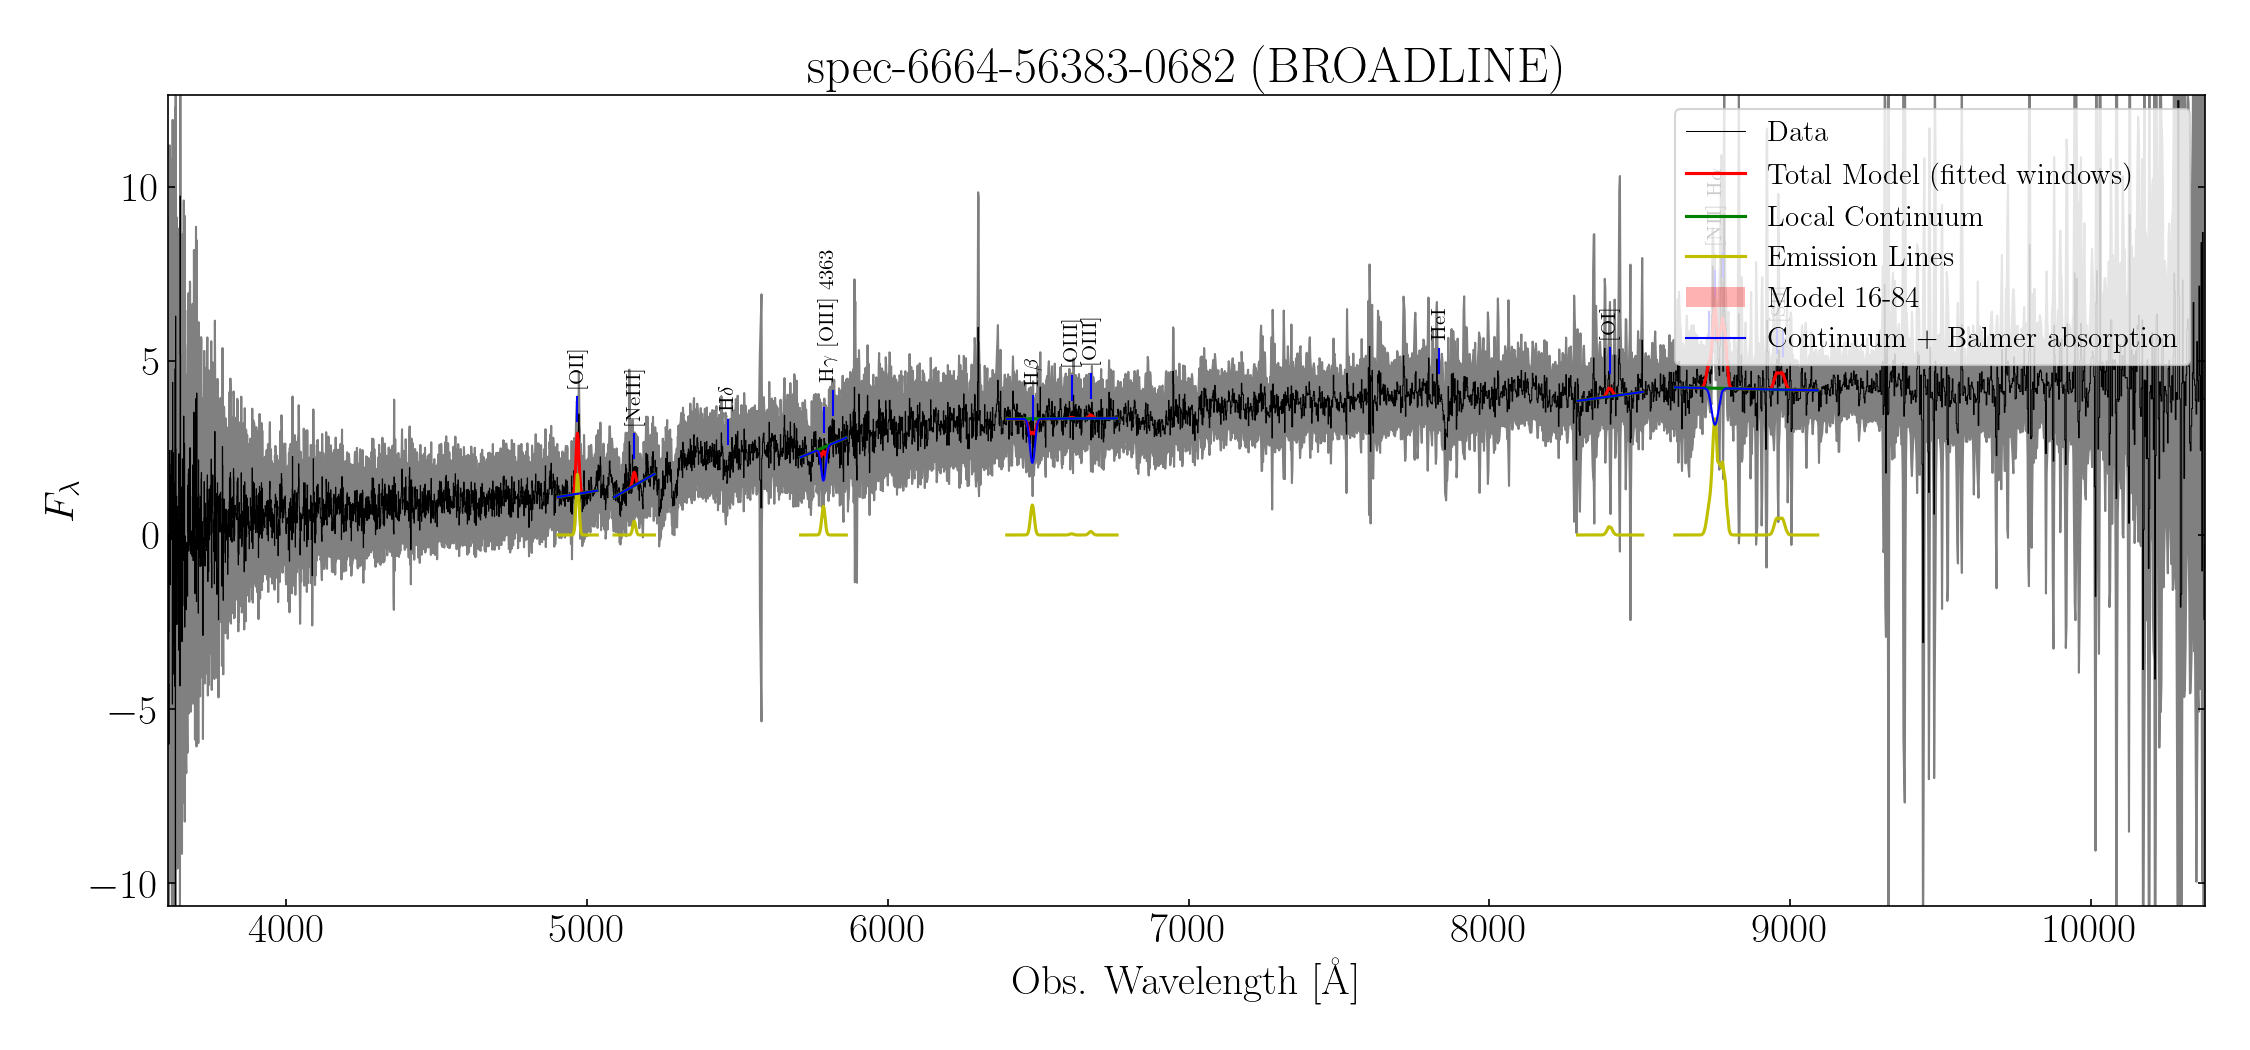 spec-6664-56383-0682 (BROADLINE)
Data
Total Model (fitted windows)
Local Continuum
Emission Lines
Model 16-84
Continuum + Balmer absorption
[OII]
[NeIII]
Hδ
Hγ [OIII] 4363
Hβ
[OIII]
[OIII]
HeI
[OI]
[NII] Hα
10
5
0
−5
−10
F_λ
4000
5000
6000
7000
8000
9000
10000
Obs. Wavelength [Å]